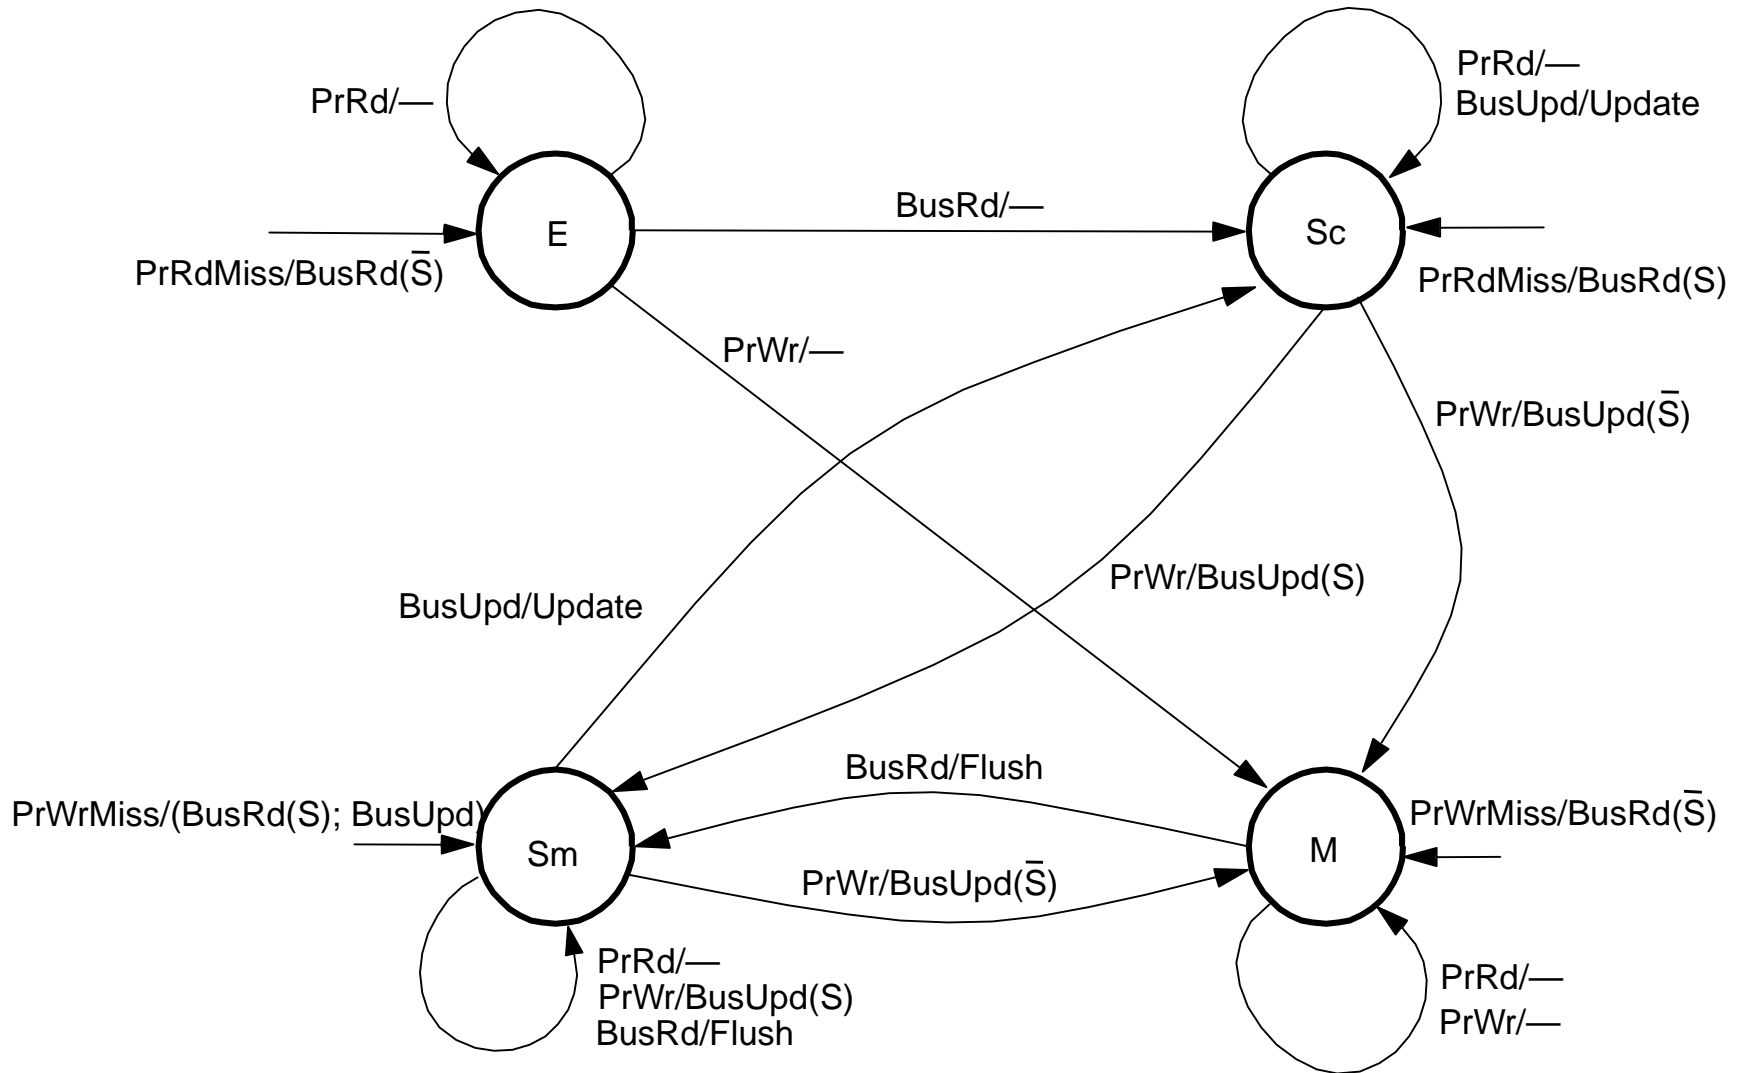 PrRd/—
PrRd/—
BusUpd/Update
E
BusRd/—
Sc
PrRdMiss/BusRd(S̅)
PrRdMiss/BusRd(S)
PrWr/—
PrWr/BusUpd(S̅)
PrWr/BusUpd(S)
BusUpd/Update
BusRd/Flush
PrWrMiss/(BusRd(S); BusUpd)
PrWrMiss/BusRd(S̅)
Sm
M
PrWr/BusUpd(S̅)
PrRd/—
PrWr/BusUpd(S)
BusRd/Flush
PrRd/—
PrWr/—